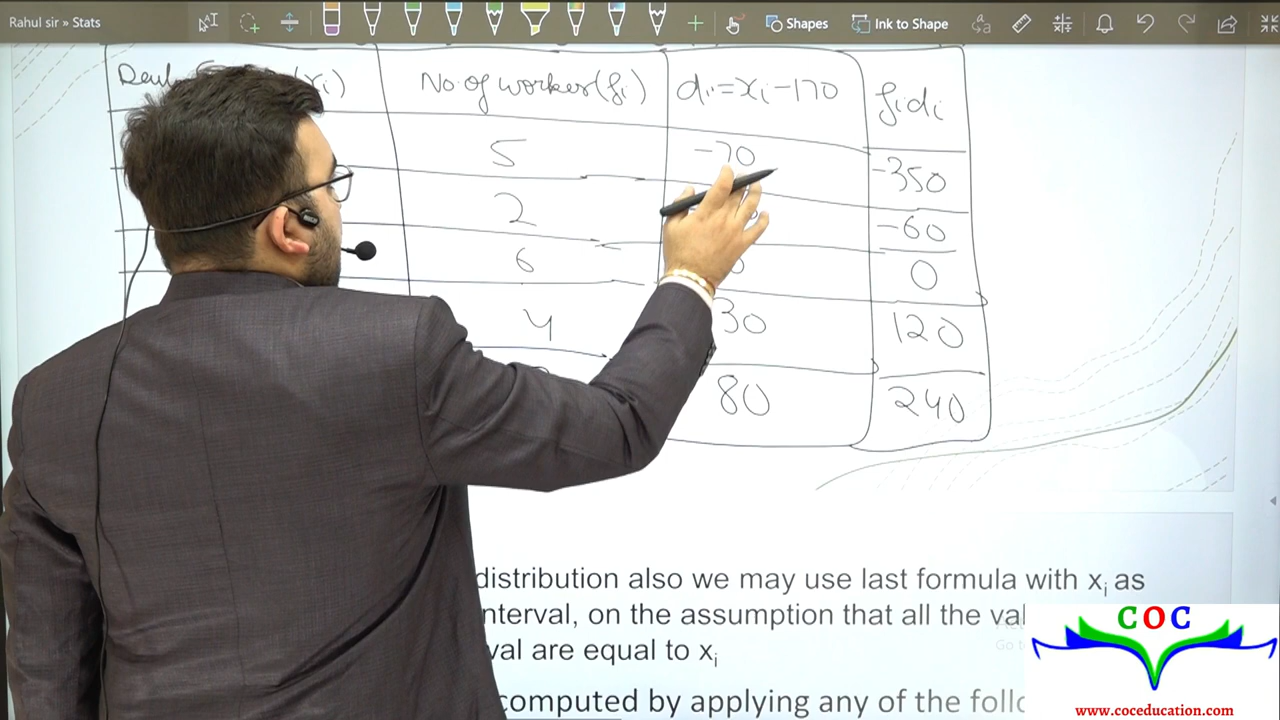 Rahul sir » Stats
Shapes
Ink to Shape
No. of worker (fi) di = xi - 170 fidi
5 -70 -350
2 -60
6 0
4 30 120
80 240
distribution also we may use last formula with xi as
nterval, on the assumption that all the val
val are equal to xi
computed by applying any of the follo
COC
www.coceducation.com